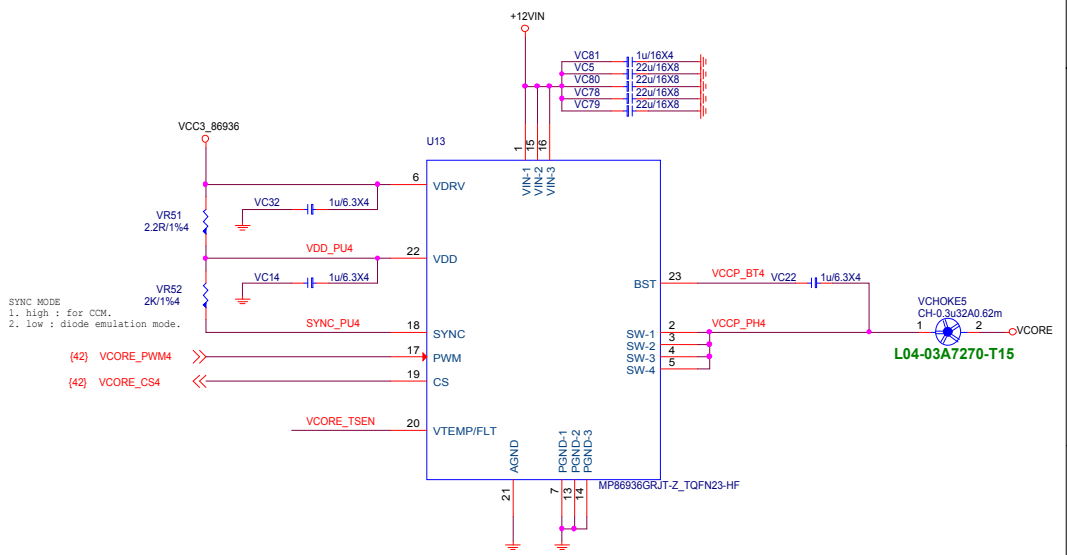 +12VIN
VC81 1u/16X4
VC5 22u/16X8
VC80 22u/16X8
VC78 22u/16X8
VC79 22u/16X8
VCC3_86936
U13
1
15
16
VIN-1
VIN-2
VIN-3
6 VDRV
VC32 1u/6.3X4
VR51
2.2R/1%4
VDD_PU4 22 VDD
VC14 1u/6.3X4
VR52
2K/1%4
SYNC MODE
1. high : for CCM.
2. low : diode emulation mode.
SYNC_PU4 18 SYNC
{42} VCORE_PWM4 17 PWM
{42} VCORE_CS4 19 CS
VCORE_TSEN 20 VTEMP/FLT
BST 23 VCCP_BT4 VC22 1u/6.3X4
SW-1 2 VCCP_PH4
SW-2 3
SW-3 4
SW-4 5
VCHOKE5
CH-0.3u32A0.62m
1 2 VCORE
L04-03A7270-T15
AGND
PGND-1
PGND-2
PGND-3
21
7
13
14
MP86936GRJT-Z_TQFN23-HF